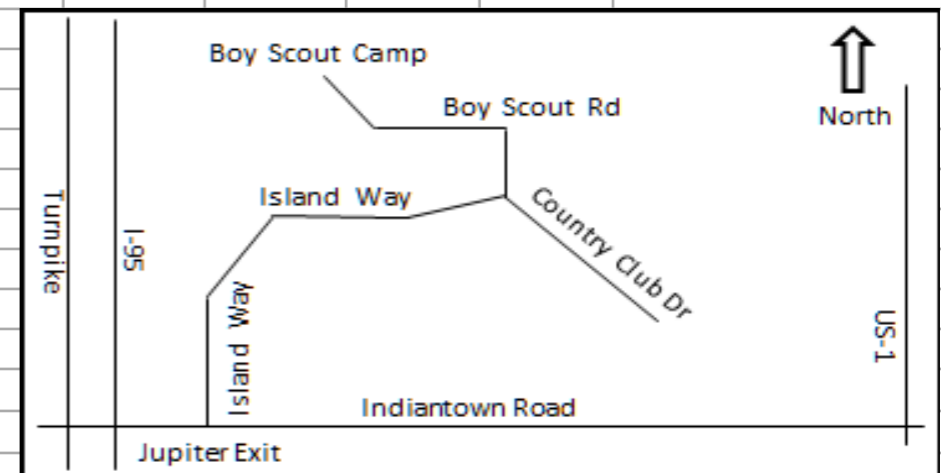 Boy Scout Camp
Boy Scout Rd
North
Island Way
Country Club Dr
Turnpike
I-95
Island Way
US-1
Indiantown Road
Jupiter Exit